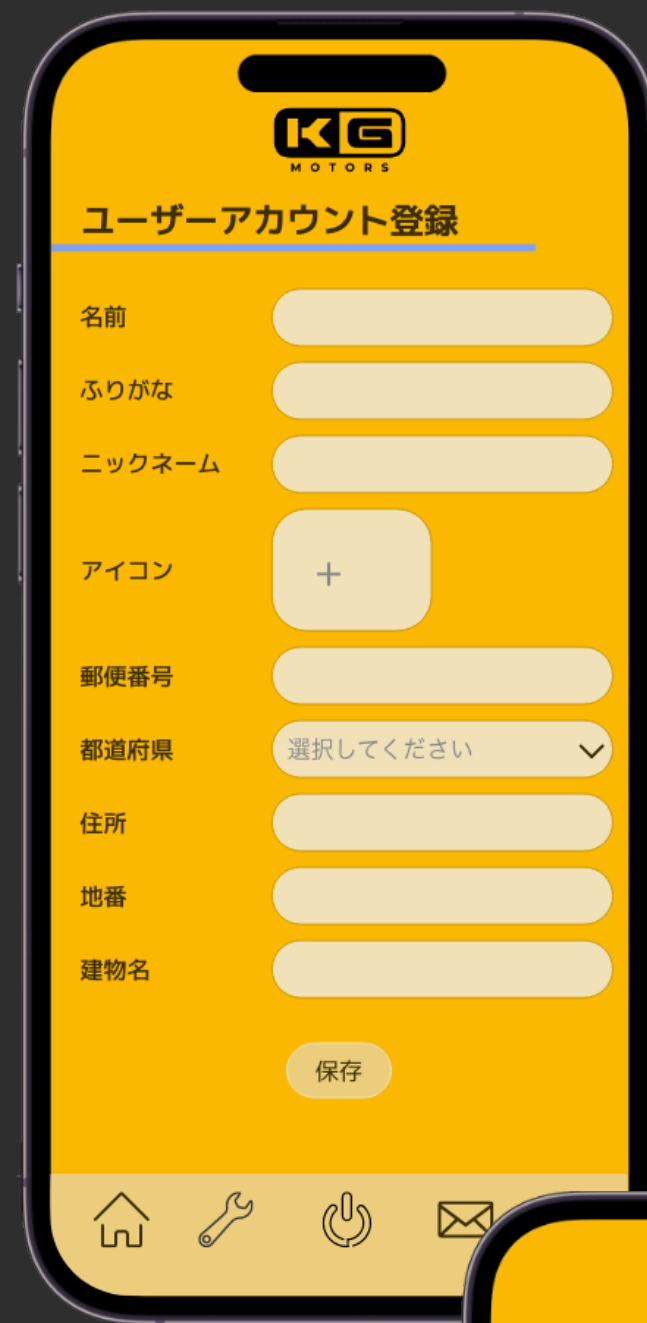 KG
MOTORS
ユーザーアカウント登録
名前
ふりがな
ニックネーム
アイコン
+
郵便番号
都道府県 選択してください
住所
地番
建物名
保存